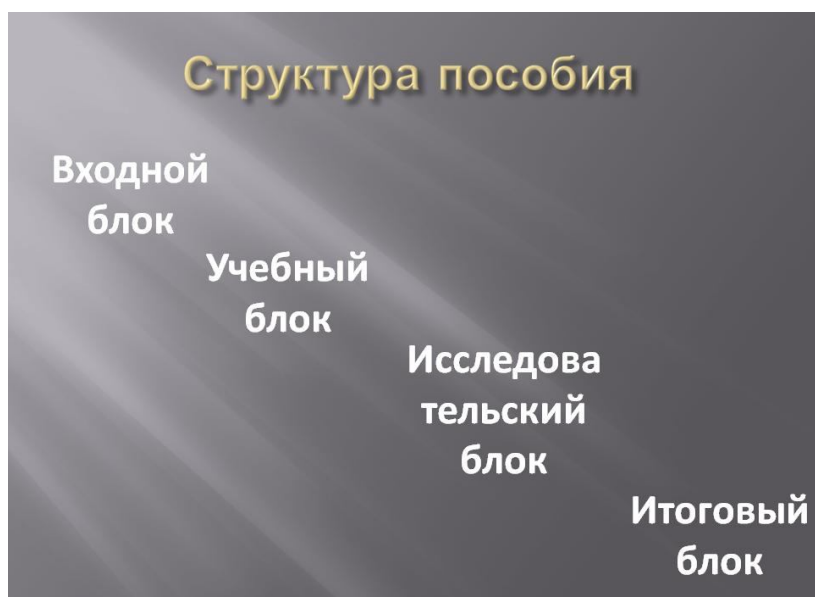 Структура пособия
Входной
блок
Учебный
блок
Исследова
тельский
блок
Итоговый
блок